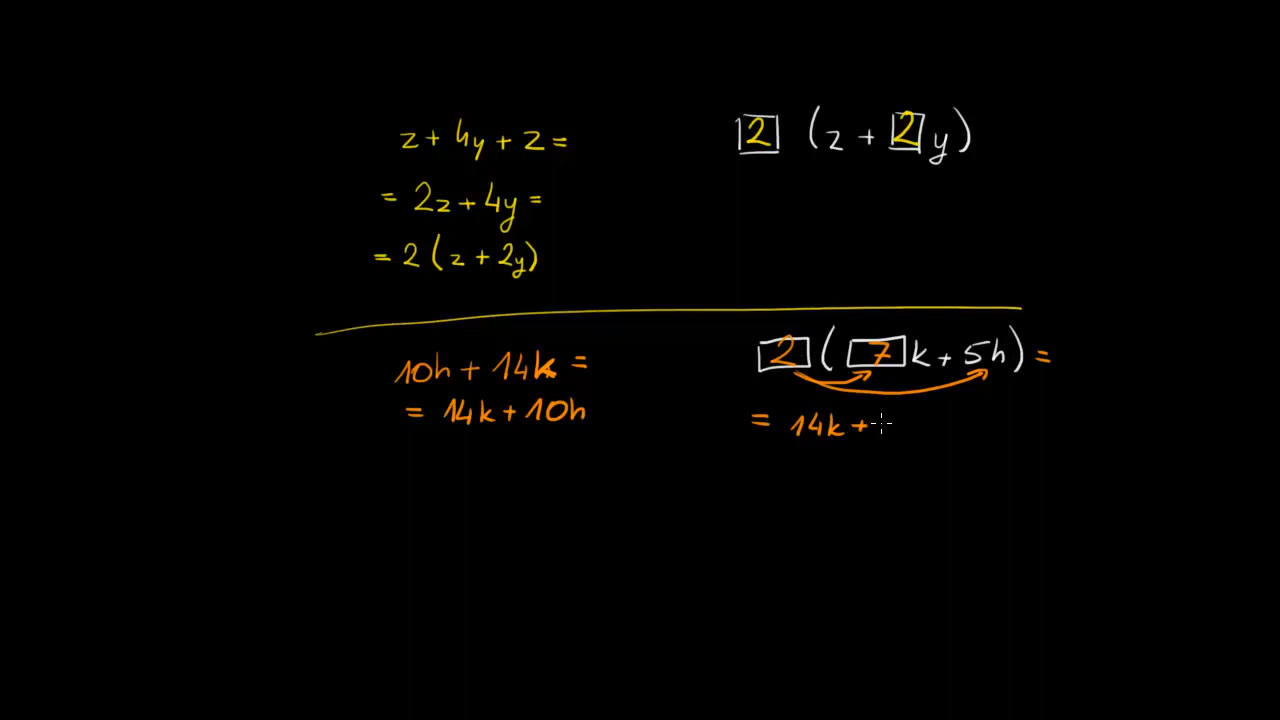 z + 4y + z =
= 2z + 4y =
= 2 (z + 2y)
2 (z + 2y)
10h + 14k =
= 14k + 10h
2 (7k + 5h) =
= 14k +